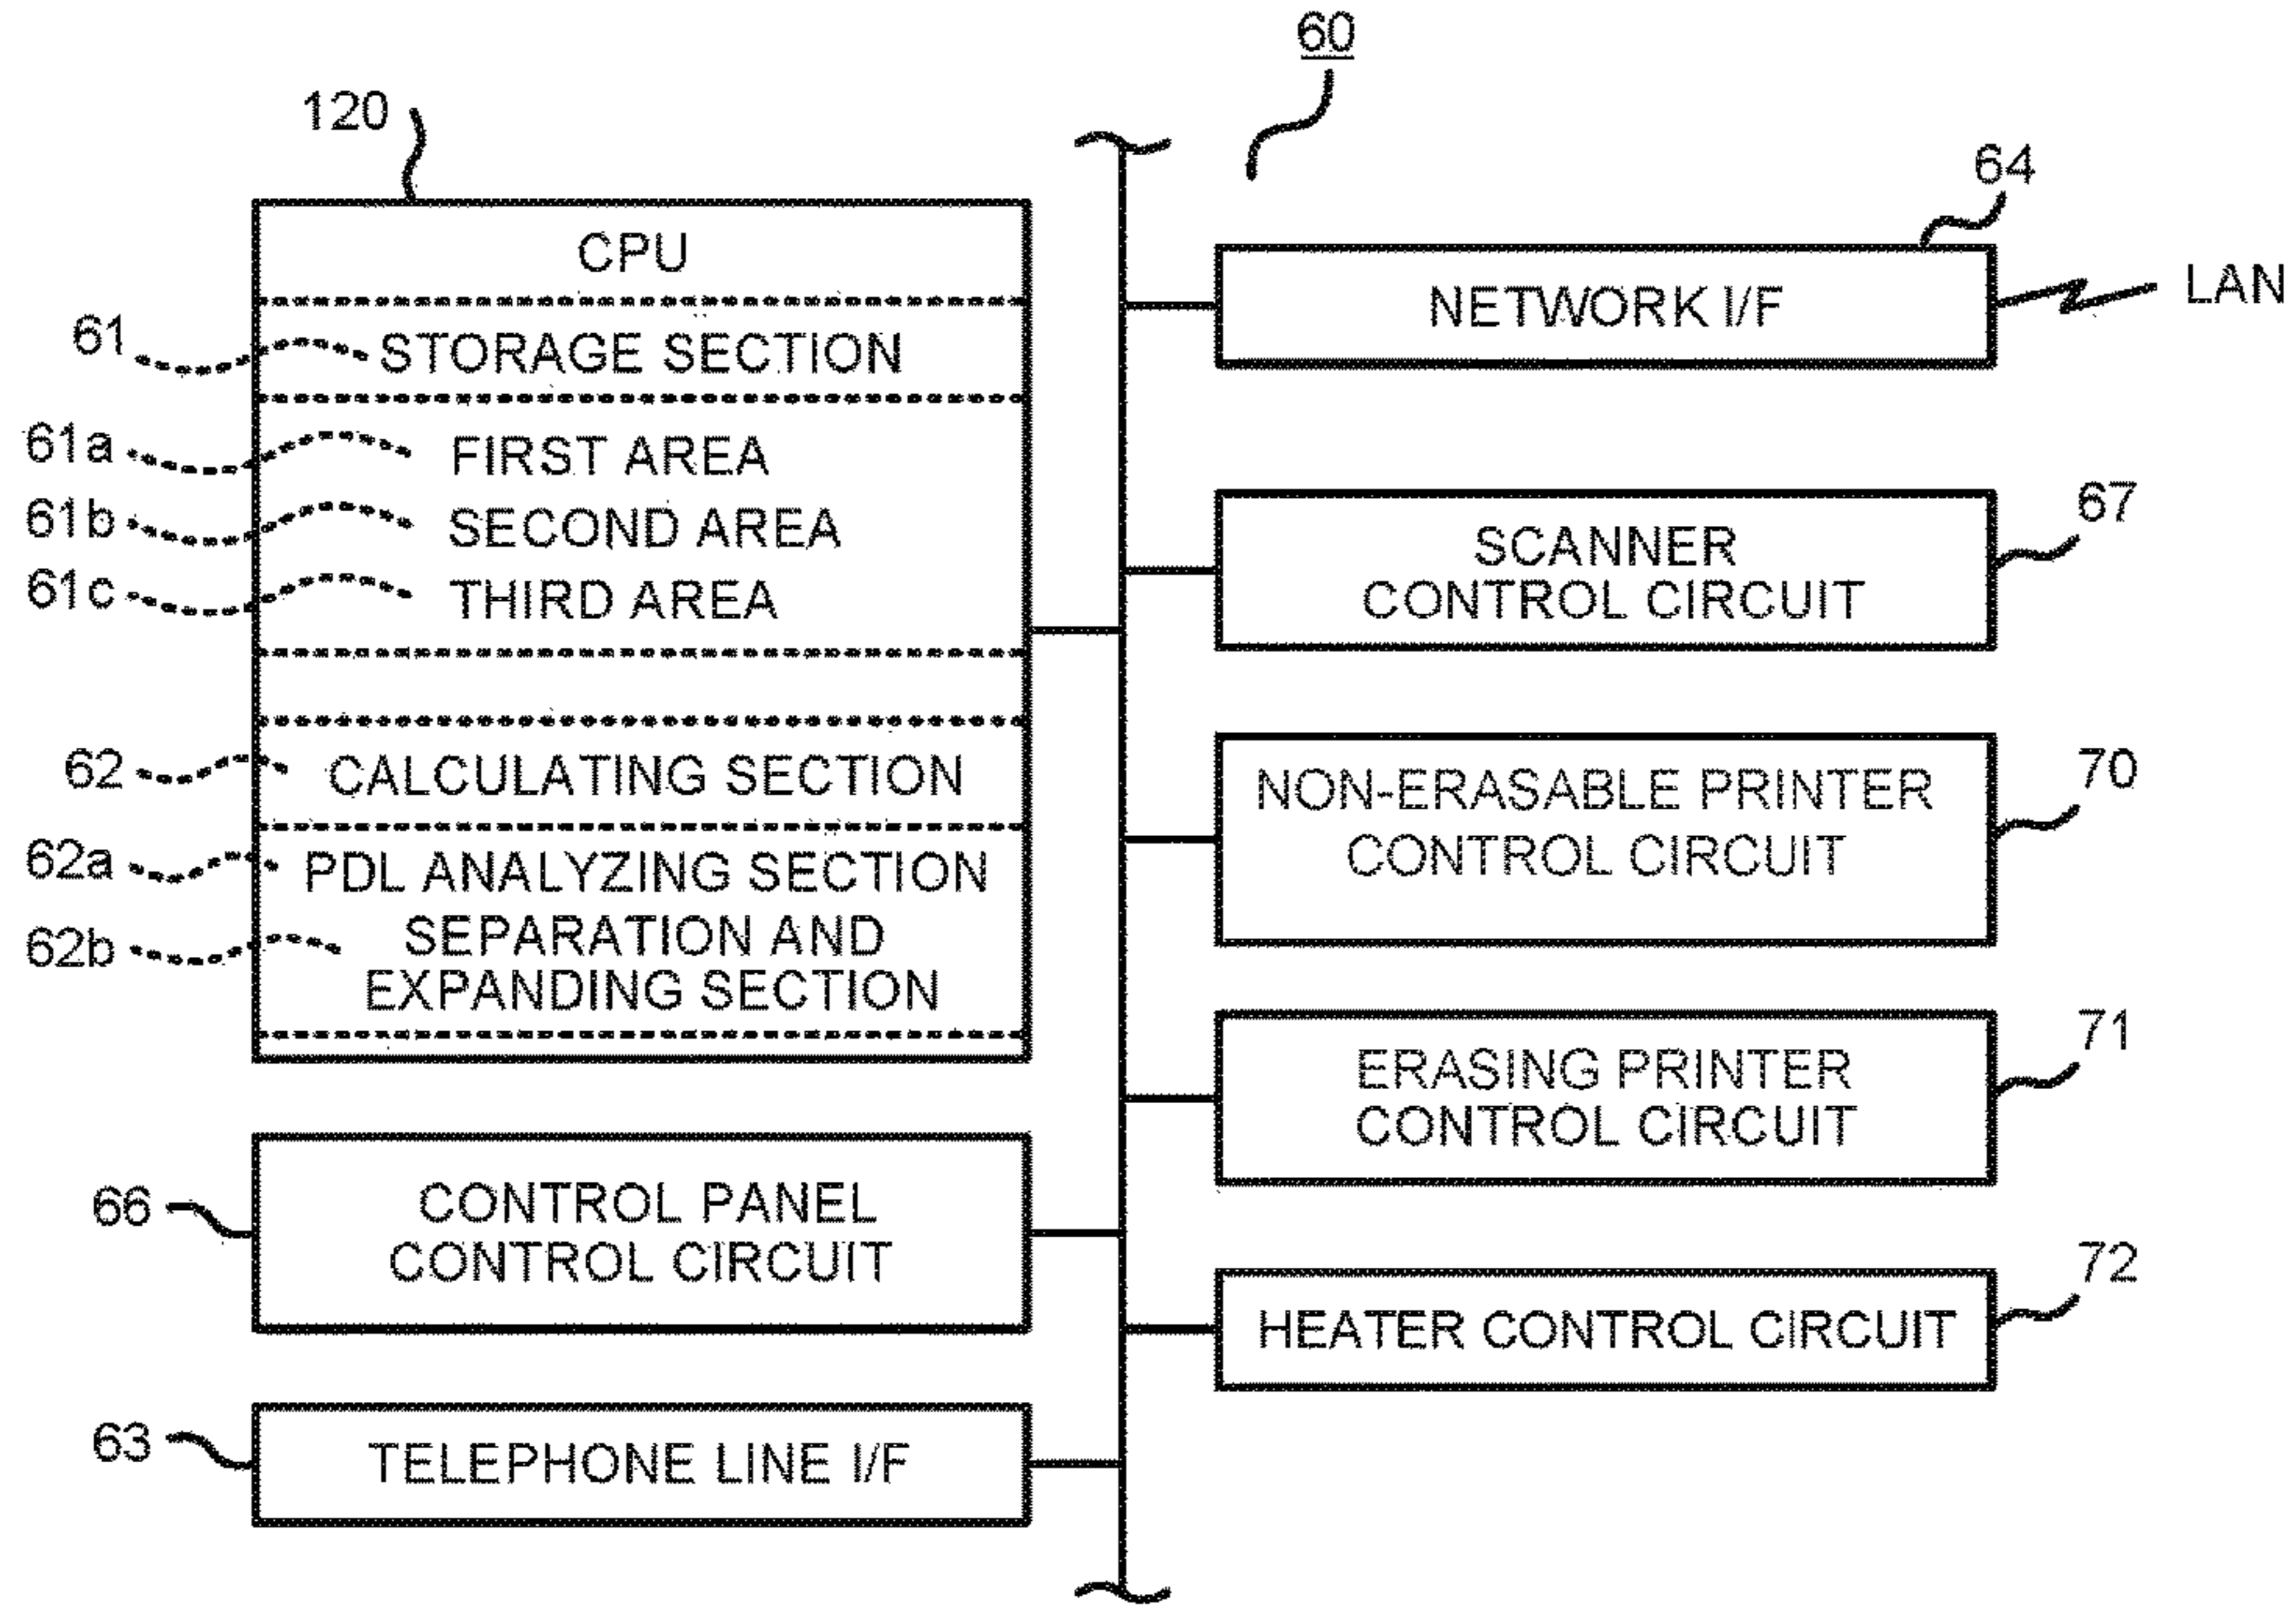 60
120
CPU
61
STORAGE SECTION
61a
FIRST AREA
61b
SECOND AREA
61c
THIRD AREA
62
CALCULATING SECTION
62a
PDL ANALYZING SECTION
62b
SEPARATION AND
EXPANDING SECTION
66
CONTROL PANEL
CONTROL CIRCUIT
63
TELEPHONE LINE I/F
64
NETWORK I/F
LAN
67
SCANNER
CONTROL CIRCUIT
70
NON-ERASABLE PRINTER
CONTROL CIRCUIT
71
ERASING PRINTER
CONTROL CIRCUIT
72
HEATER CONTROL CIRCUIT